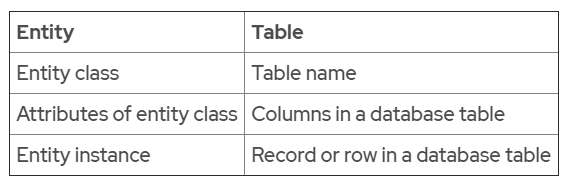 Entity Table
Entity class Table name
Attributes of entity class Columns in a database table
Entity instance Record or row in a database table